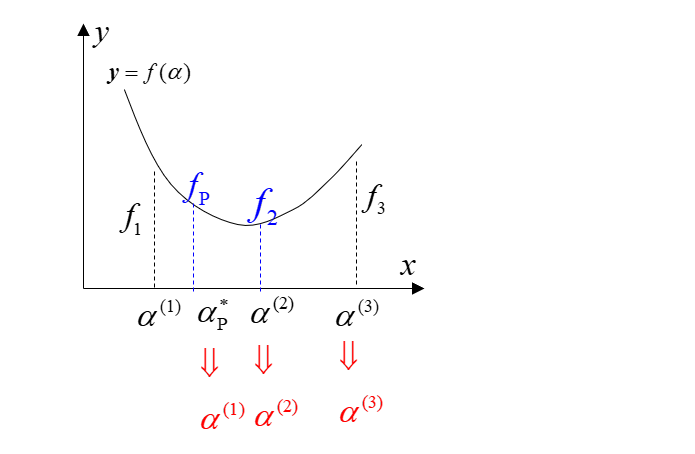 y
y = f(α)
f_P
f_2
f_1
f_3
x
α^(1) α_P^* α^(2) α^(3)
⇓ ⇓ ⇓
α^(1) α^(2) α^(3)